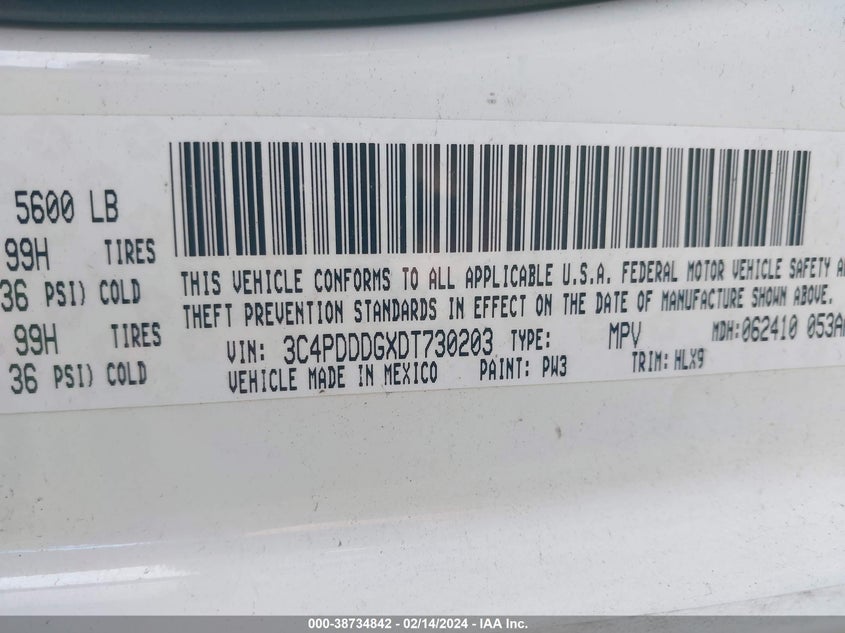 5600 LB
99H TIRES
36 PSI) COLD
99H TIRES
36 PSI) COLD
THIS VEHICLE CONFORMS TO ALL APPLICABLE U.S.A. FEDERAL MOTOR VEHICLE SAFETY
THEFT PREVENTION STANDARDS IN EFFECT ON THE DATE OF MANUFACTURE SHOWN ABOVE.
VIN: 3C4PDDDGXDT730203 TYPE: MPV MDH:062410 053A
VEHICLE MADE IN MEXICO PAINT: PW3 TRIM: HLX9
000-38734842 - 02/14/2024 - IAA Inc.